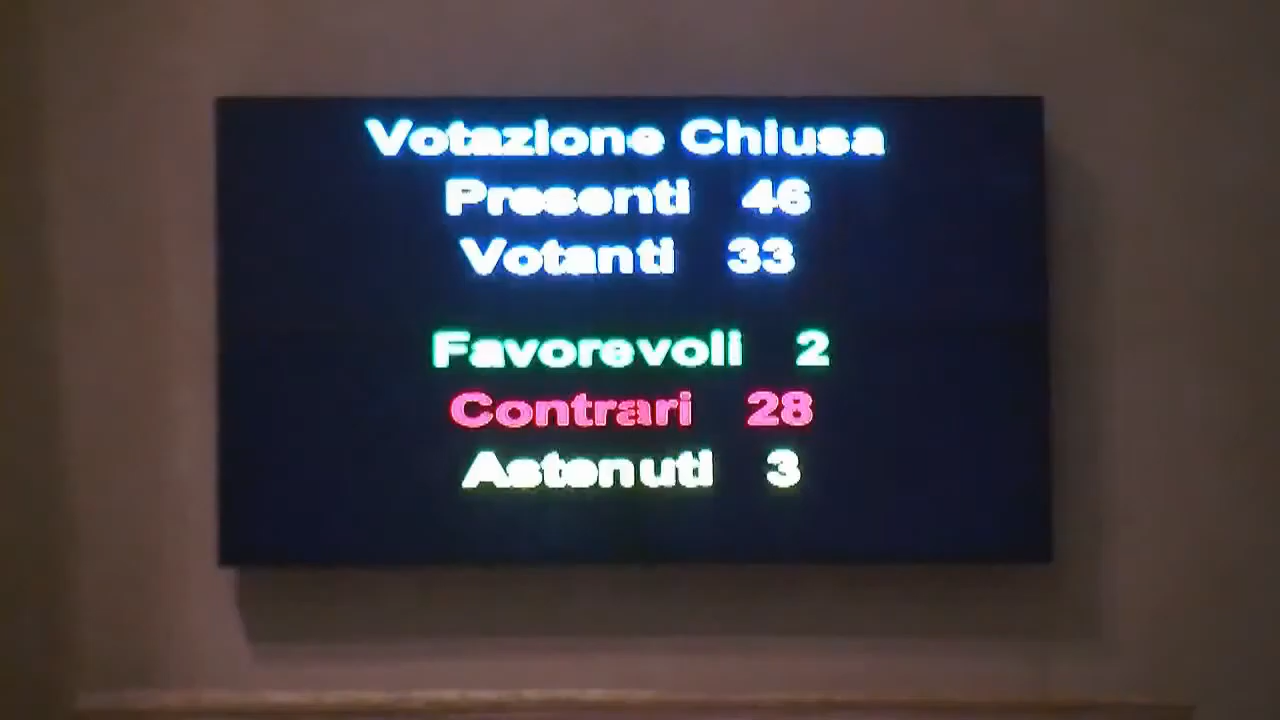 Votazione Chiusa
Presenti 46
Votanti 33
Favorevoli 2
Contrari 28
Astenuti 3